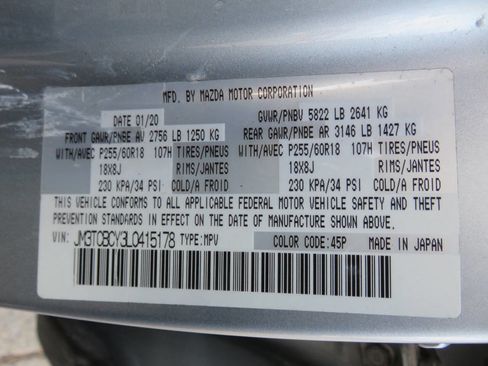 MFD. BY MAZDA MOTOR CORPORATION
DATE 01/20 GVWR/PNBV 5822 LB 2641 KG
FRONT GAWR/PNBE AV 2756 LB 1250 KG REAR GAWR/PNBE AR 3146 LB 1427 KG
WITH/AVEC P255/60R18 107H TIRES/PNEUS WITH/AVEC P255/60R18 107H TIRES/PNEUS
18X8J RIMS/JANTES 18X8J RIMS/JANTES
230 KPA/34 PSI COLD/A FROID 230 KPA/34 PSI COLD/A FROID
THIS VEHICLE CONFORMS TO ALL APPLICABLE FEDERAL MOTOR VEHICLE SAFETY AND THEFT
PREVENTION STANDARDS IN EFFECT ON THE DATE OF MANUFACTURE SHOWN ABOVE.
VIN: JM3TCBCY3L0415178 TYPE:MPV COLOR CODE:45P MADE IN JAPAN